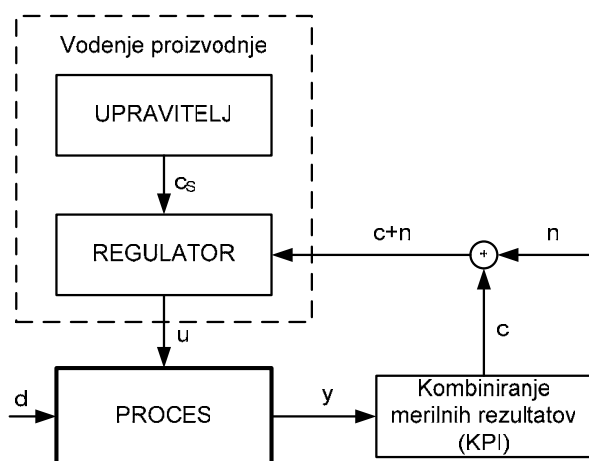 Vodenje proizvodnje
UPRAVITELJ
cS
REGULATOR
c+n
n
+
u
c
d
PROCES
y
Kombiniranje
merilnih rezultatov
(KPI)